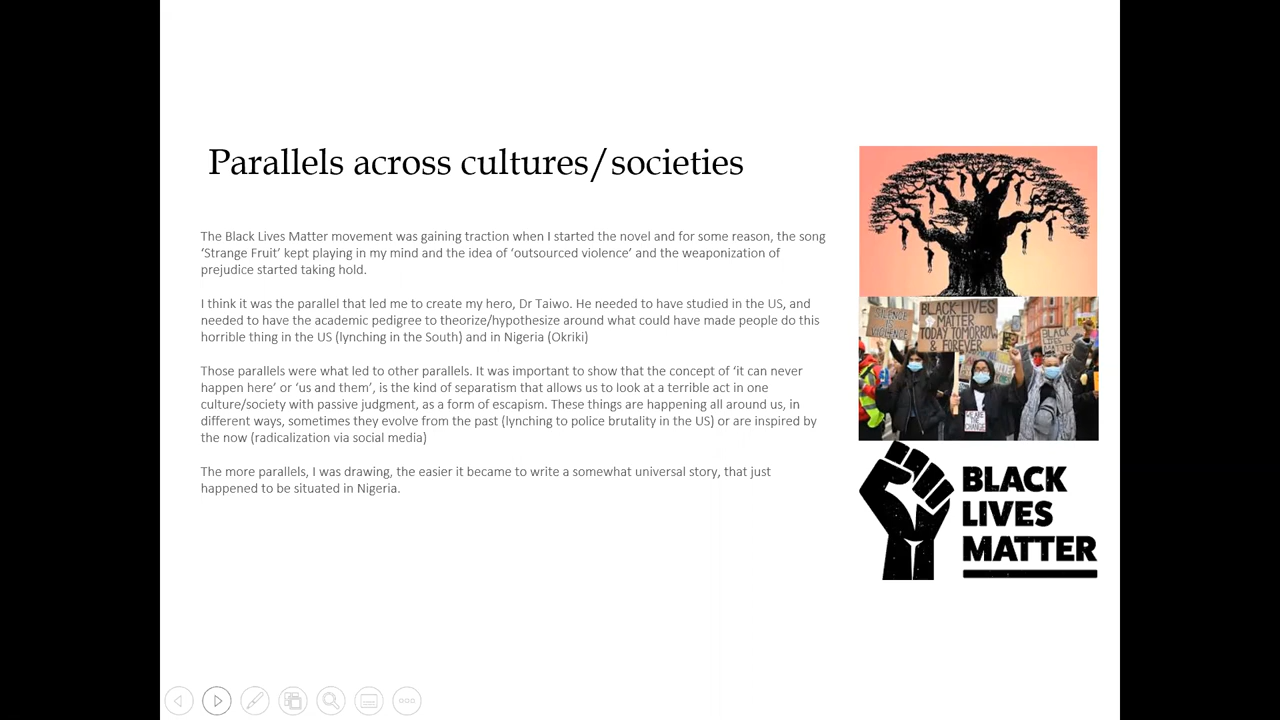 Parallels across cultures/societies
The Black Lives Matter movement was gaining traction when I started the novel and for some reason, the song
‘Strange Fruit’ kept playing in my mind and the idea of ‘outsourced violence’ and the weaponization of
prejudice started taking hold.
I think it was the parallel that led me to create my hero, Dr Taiwo. He needed to have studied in the US, and
needed to have the academic pedigree to theorize/hypothesize around what could have made people do this
horrible thing in the US (lynching in the South) and in Nigeria (Okriki)
Those parallels were what led to other parallels. It was important to show that the concept of ‘it can never
happen here’ or ‘us and them’, is the kind of separatism that allows us to look at a terrible act in one
culture/society with passive judgment, as a form of escapism. These things are happening all around us, in
different ways, sometimes they evolve from the past (lynching to police brutality in the US) or are inspired by
the now (radicalization via social media)
The more parallels, I was drawing, the easier it became to write a somewhat universal story, that just
happened to be situated in Nigeria.
SILENCE
IS
VIOLENCE
BLACK LIVES
MATTER
TODAY TOMORROW
& FOREVER
BLACK
LIVES
MATTER
WE ARE
THE
CHANGE
BLACK
LIVES
MATTER